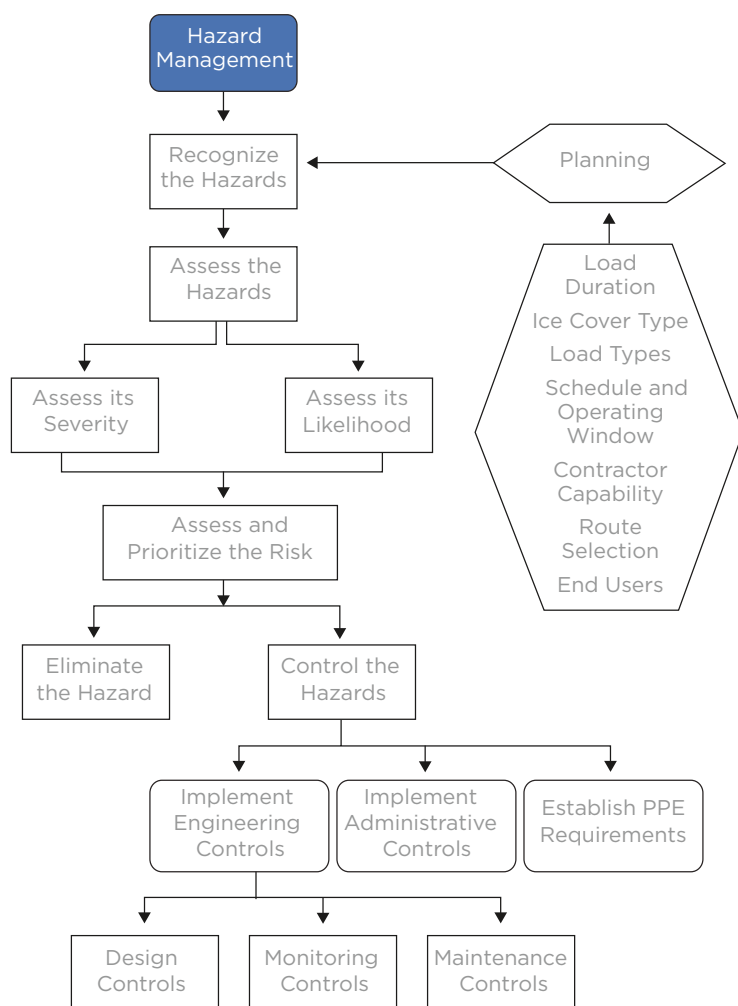 Hazard
Management
Recognize
the Hazards
Planning
Assess the
Hazards
Load
Duration
Ice Cover Type
Load Types
Schedule and
Operating
Window
Contractor
Capability
Route
Selection
End Users
Assess its
Severity
Assess its
Likelihood
Assess and
Prioritize the Risk
Eliminate
the Hazard
Control the
Hazards
Implement
Engineering
Controls
Implement
Administrative
Controls
Establish PPE
Requirements
Design
Controls
Monitoring
Controls
Maintenance
Controls